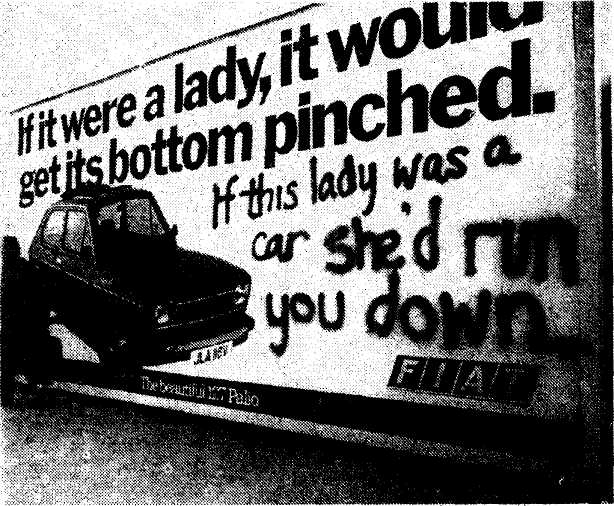 If it were a lady, it would
get its bottom pinched.
If this lady was a
car she'd run
you down
The beautiful 127 Palio
FIAT